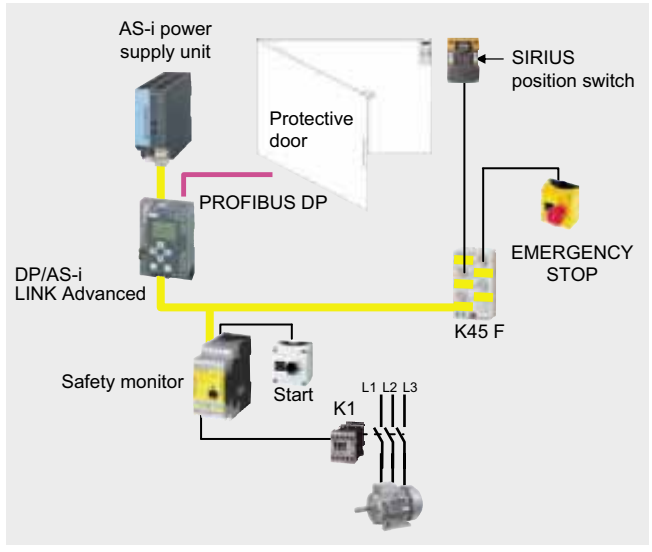 AS-i power
supply unit
SIRIUS
position switch
Protective
door
PROFIBUS DP
EMERGENCY
STOP
DP/AS-i
LINK Advanced
K45 F
Safety monitor
Start
L1 L2 L3
K1